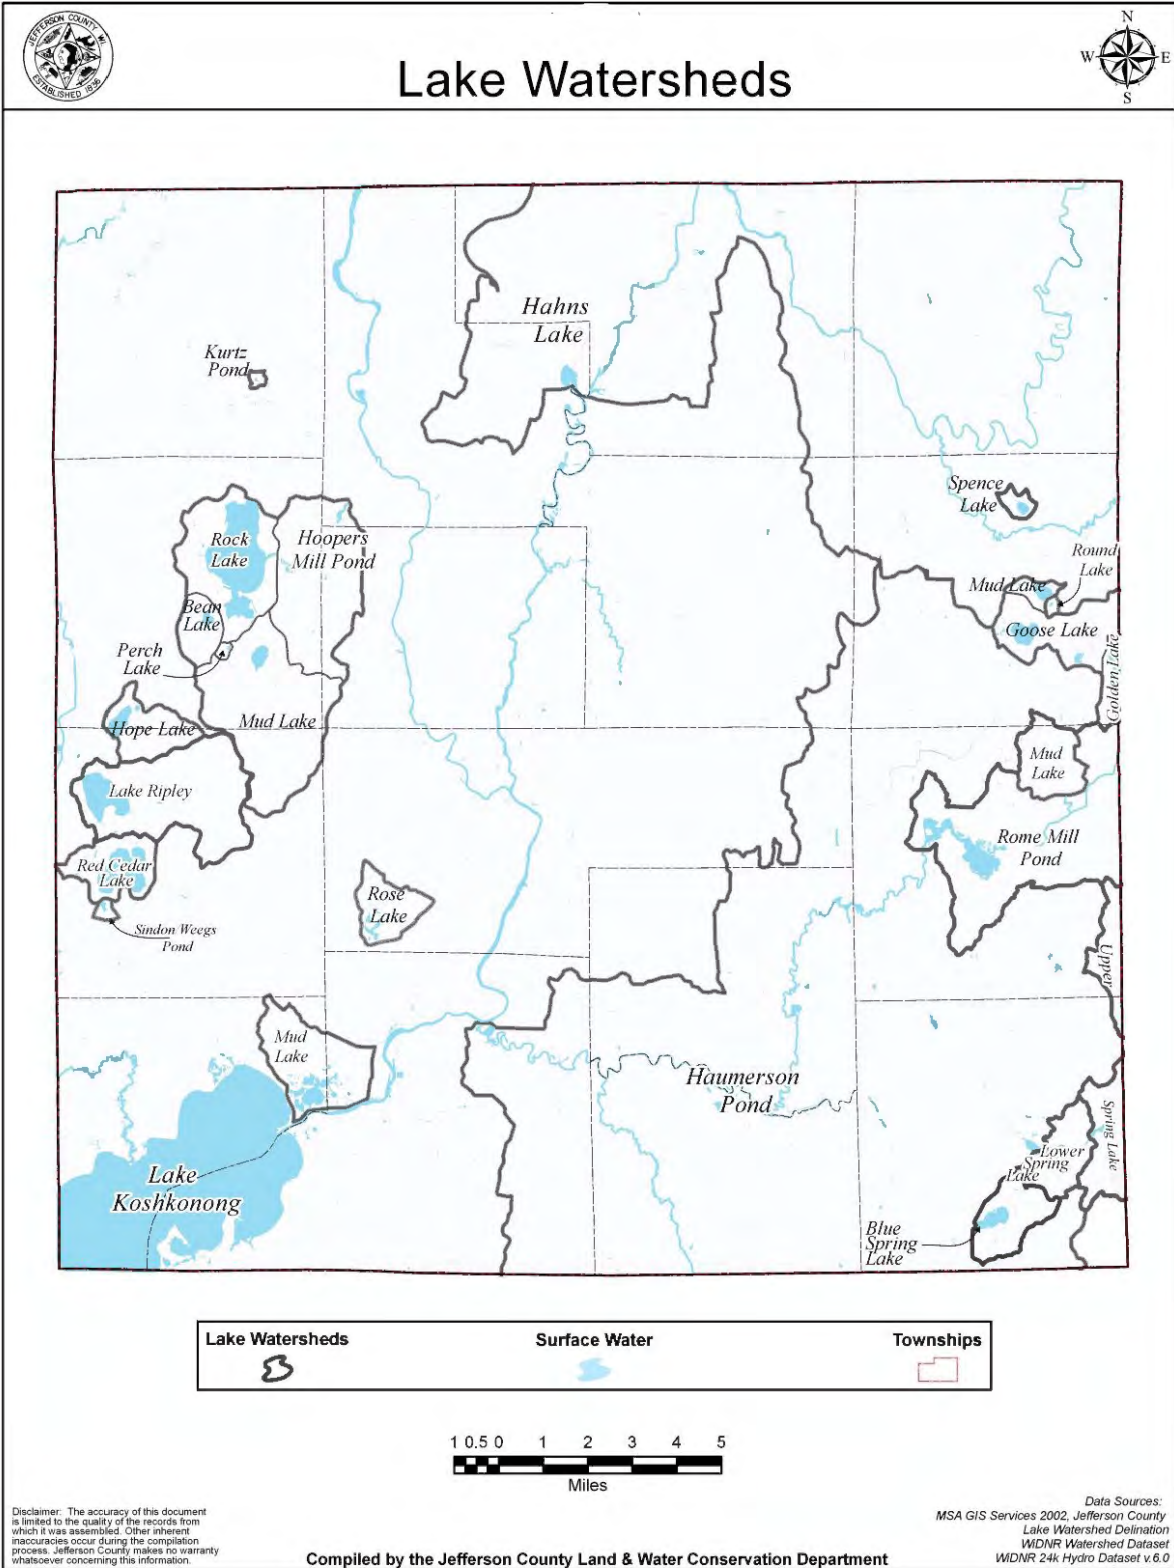 JEFFERSON COUNTY, WI.
ESTABLISHED 1836
Lake Watersheds
N
W
E
S
Hahns
Lake
Kurtz
Pond
Spence
Lake
Rock
Lake
Hoopers
Mill Pond
Round
Lake
Mud Lake
Bean
Lake
Goose Lake
Perch
Lake
Golden Lake
Mud Lake
Hope Lake
Mud
Lake
Lake Ripley
Rome Mill
Pond
Red Cedar
Lake
Rose
Lake
Sindon Weegs
Pond
Upper
Mud
Lake
Haumerson
Pond
Spring Lake
Lower
Spring
Lake
Lake
Koshkonong
Blue
Spring
Lake
Lake Watersheds
Surface Water
Townships
1 0.5 0 1 2 3 4 5
Miles
Disclaimer: The accuracy of this document
is limited to the quality of the records from
which it was assembled. Other inherent
inaccuracies occur during the compilation
process. Jefferson County makes no warranty
whatsoever concerning this information.
Compiled by the Jefferson County Land & Water Conservation Department
Data Sources:
MSA GIS Services 2002, Jefferson County
Lake Watershed Delination
WiDNR Watershed Dataset
WiDNR 24k Hydro Dataset v.6